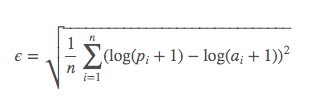 ϵ = √(1/n ∑_{i=1}^{n} (log(p_i + 1) − log(a_i + 1))²)